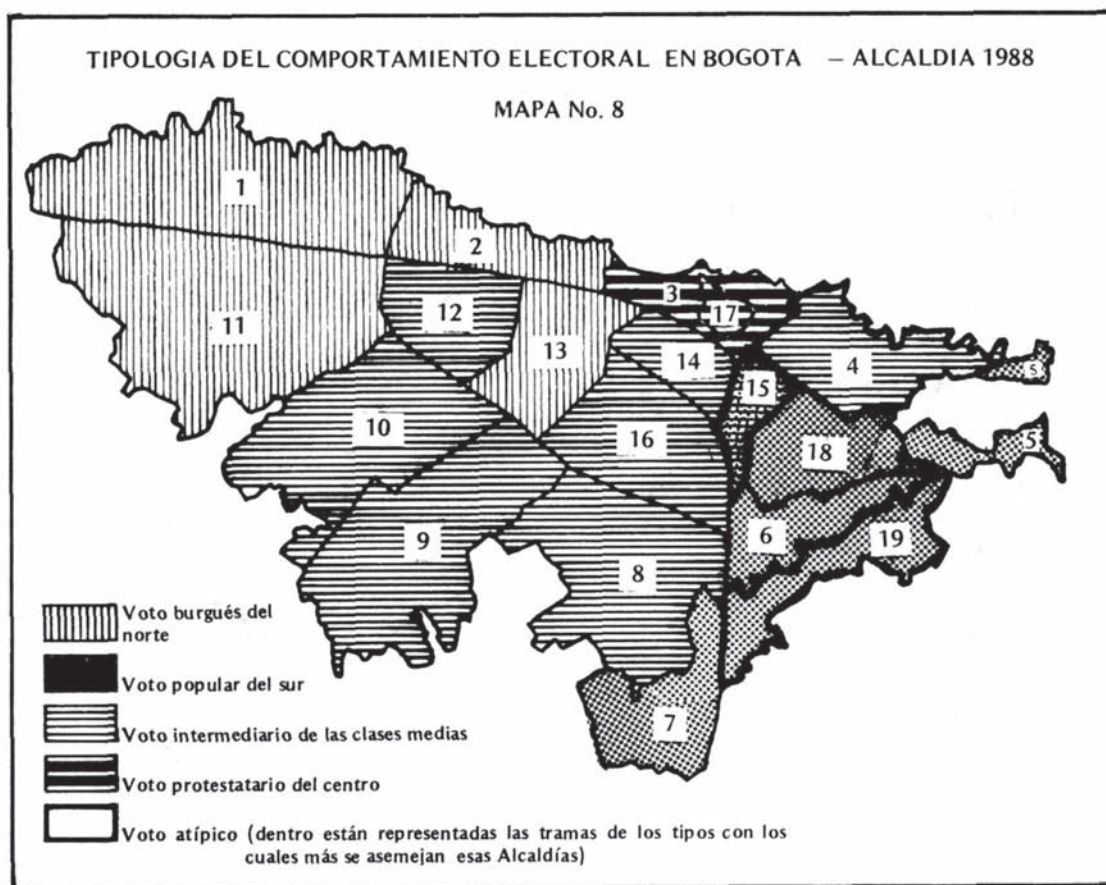 TIPOLOGIA DEL COMPORTAMIENTO ELECTORAL EN BOGOTA – ALCALDIA 1988
MAPA No. 8
1
2
3
17
11
12
13
14
4
5
15
10
16
18
5
6
19
9
8
7
Voto burgués del
norte
Voto popular del sur
Voto intermediario de las clases medias
Voto protestatario del centro
Voto atípico (dentro están representadas las tramas de los tipos con los
cuales más se asemejan esas Alcaldías)